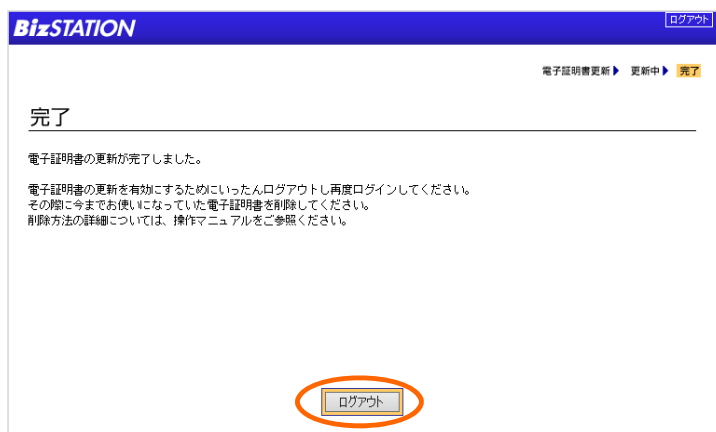 BizSTATION
ログアウト
電子証明書更新 更新中 完了
完了
電子証明書の更新が完了しました。
電子証明書の更新を有効にするためにいったんログアウトし再度ログインしてください。
その際に今までお使いになっていた電子証明書を削除してください。
削除方法の詳細については、操作マニュアルをご参照ください。
ログアウト